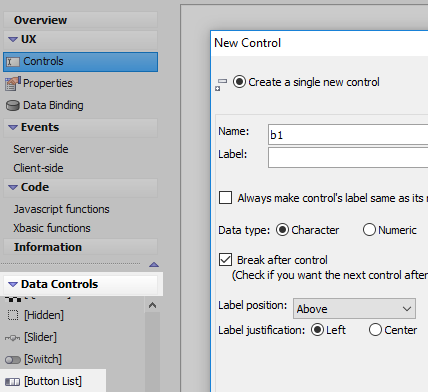 Overview
UX
Controls
Properties
Data Binding
Events
Server-side
Client-side
Code
Javascript functions
Xbasic functions
Information
Data Controls
[Hidden]
[Slider]
[Switch]
[Button List]
New Control
Create a single new control
Name: b1
Label:
Always make control's label same as its
Data type: Character Numeric
Break after control
(Check if you want the next control after
Label position: Above
Label justification: Left Center